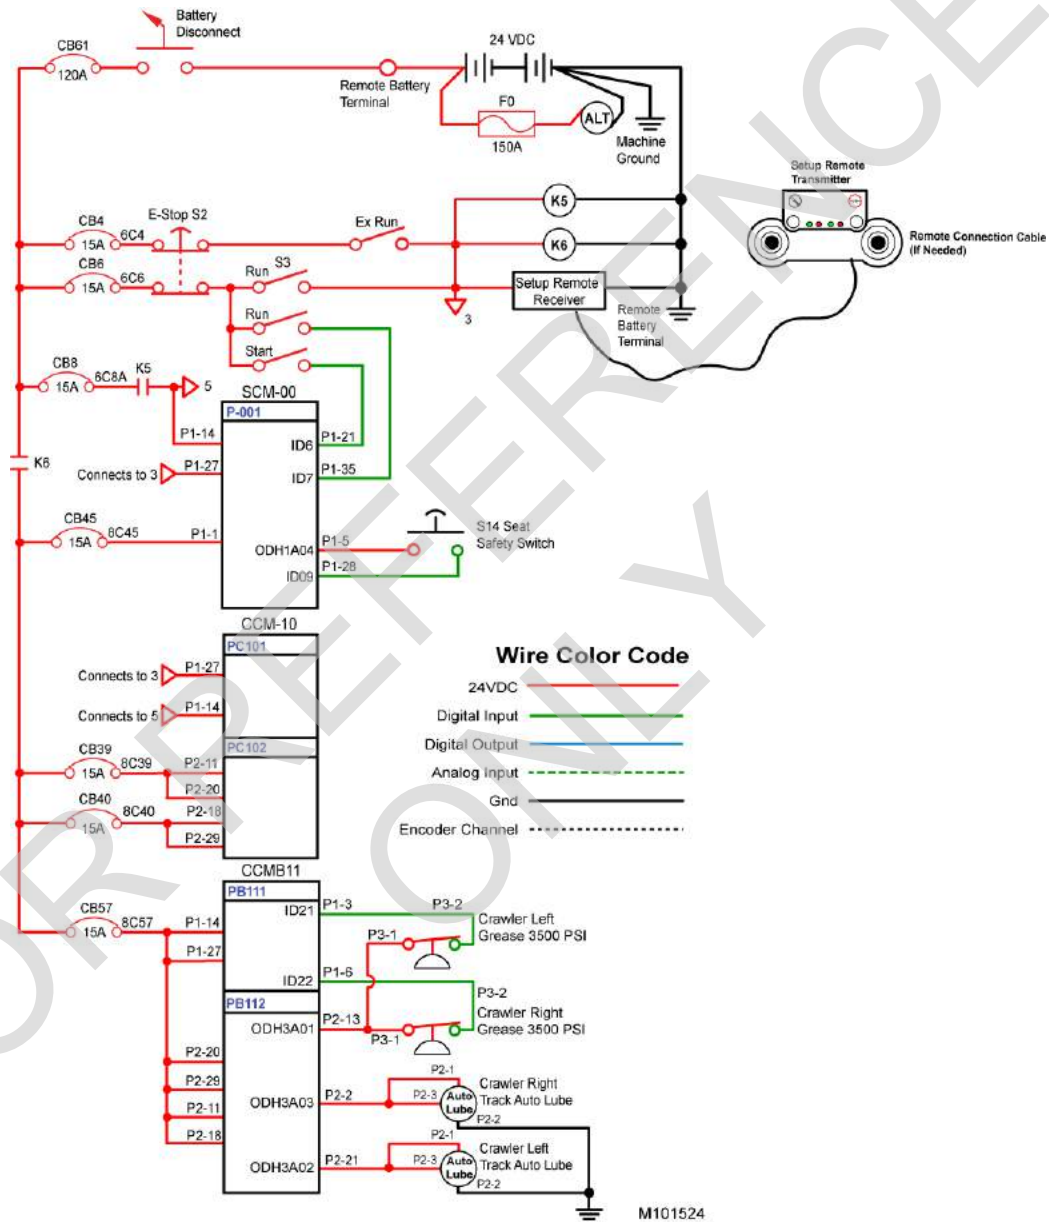 Battery
Disconnect
CB61
120A
24 VDC
Remote Battery
Terminal
F0
150A
ALT
Machine
Ground
Setup Remote
Transmitter
Remote Connection Cable
(If Needed)
CB4
15A
6C4
E-Stop S2
Ex Run
K5
K6
CB6
15A
6C6
Run
S3
3
Setup Remote
Receiver
Remote
Battery
Terminal
Run
Start
CB8
15A
6C8A
K5
5
SCM-00
P-001
P1-14
ID6
P1-21
K6
Connects to 3
P1-27
ID7
P1-35
CB45
15A
8C45
P1-1
ODH1A04
P1-5
ID09
P1-28
S14 Seat
Safety Switch
CCM-10
PC101
Connects to 3
P1-27
Connects to 5
P1-14
PC102
CB39
15A
8C39
P2-11
P2-20
CB40
15A
8C40
P2-18
P2-29
Wire Color Code
24VDC
Digital Input
Digital Output
Analog Input
Gnd
Encoder Channel
CCMB11
PB111
CB57
15A
8C57
P1-14
P1-27
ID21
P1-3
P3-2
P3-1
Crawler Left
Grease 3500 PSI
ID22
P1-6
P3-2
PB112
ODH3A01
P2-13
P3-1
Crawler Right
Grease 3500 PSI
P2-20
P2-29
P2-11
P2-18
ODH3A03
P2-2
P2-1
P2-3
Auto
Lube
P2-2
Crawler Right
Track Auto Lube
ODH3A02
P2-21
P2-1
P2-3
Auto
Lube
P2-2
Crawler Left
Track Auto Lube
M101524
FOR REFERENCE
ONLY